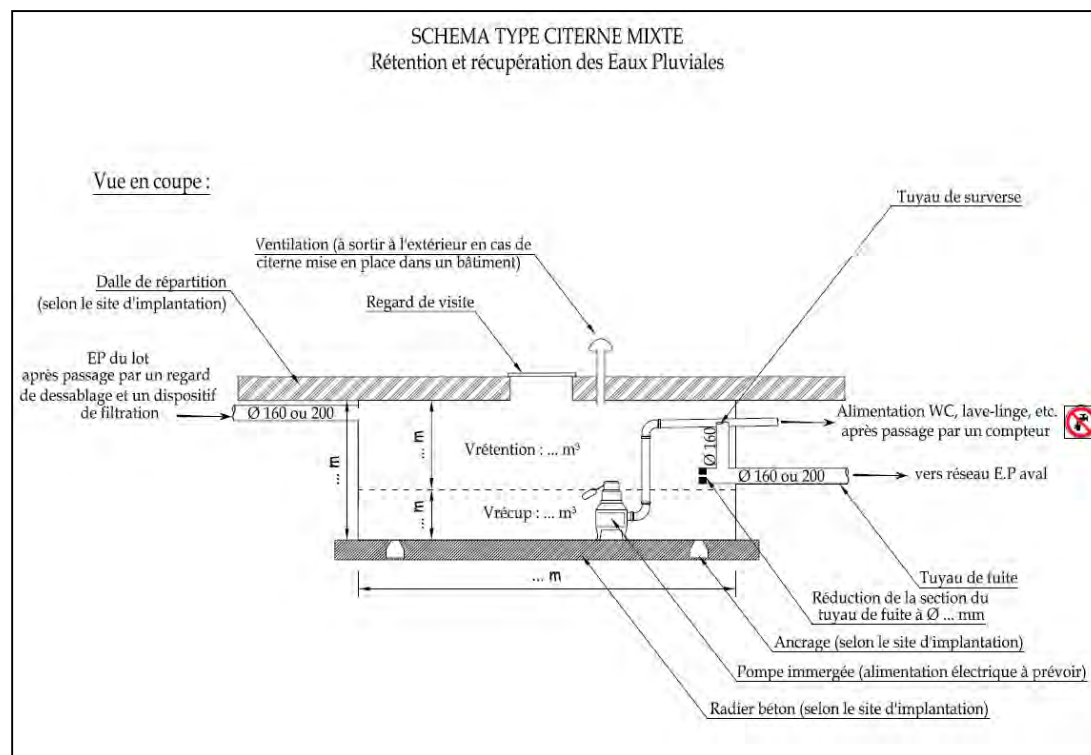 SCHEMA TYPE CITERNE MIXTE
Rétention et récupération des Eaux Pluviales
Vue en coupe :
Tuyau de surverse
Ventilation (à sortir à l'extérieur en cas de
citerne mise en place dans un bâtiment)
Dalle de répartition
(selon le site d'implantation)
Regard de visite
EP du lot
après passage par un regard
de dessablage et un dispositif
de filtration
Ø 160 ou 200
Alimentation WC, lave-linge, etc.
après passage par un compteur
... m
... m
Vrétention : ... m³
Ø 160
Ø 160 ou 200
vers réseau E.P aval
... m
Vrécup : ... m³
... m
Tuyau de fuite
Réduction de la section du
tuyau de fuite à Ø ... mm
Ancrage (selon le site d'implantation)
Pompe immergée (alimentation électrique à prévoir)
Radier béton (selon le site d'implantation)